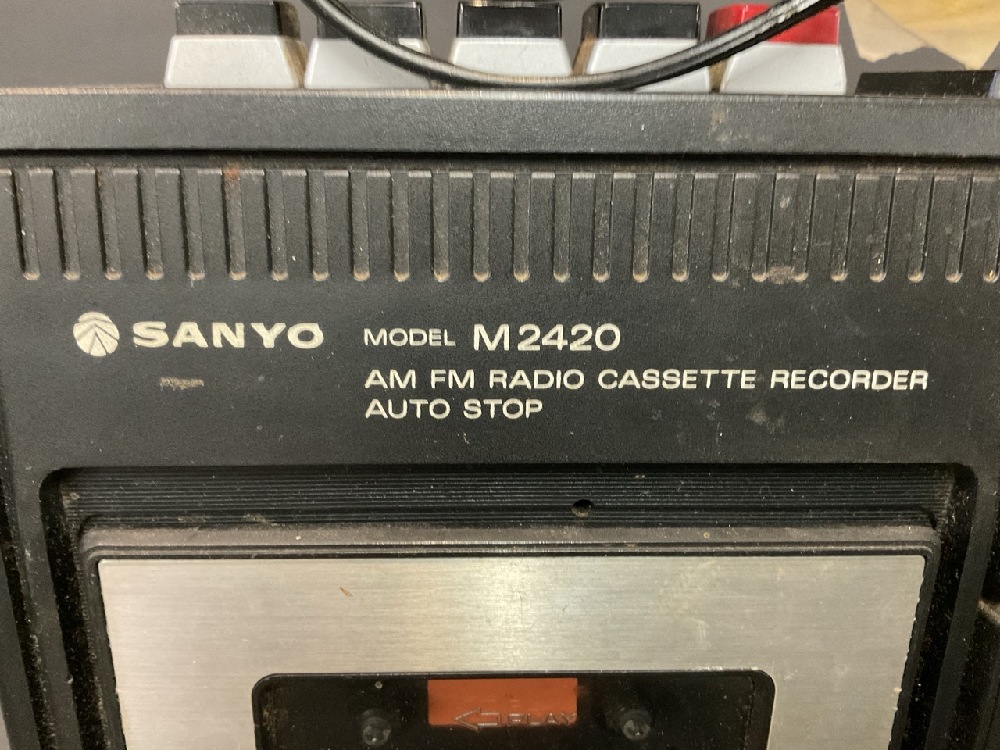 SANYO MODEL M2420
AM FM RADIO CASSETTE RECORDER
AUTO STOP
PLAY